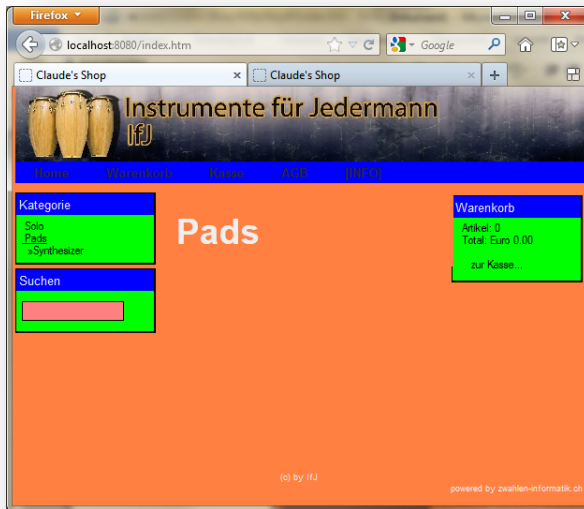 Firefox
localhost:8080/index.htm
Google
Claude's Shop
Claude's Shop
Instrumente für Jedermann
IfJ
Home Warenkorb Kasse AGB [INFO]
Kategorie
Solo
Pads
»Synthesizer
Suchen
Pads
Warenkorb
Artikel: 0
Total: Euro 0.00
zur Kasse...
(c) by IfJ
powered by zwahlen-informatik.ch